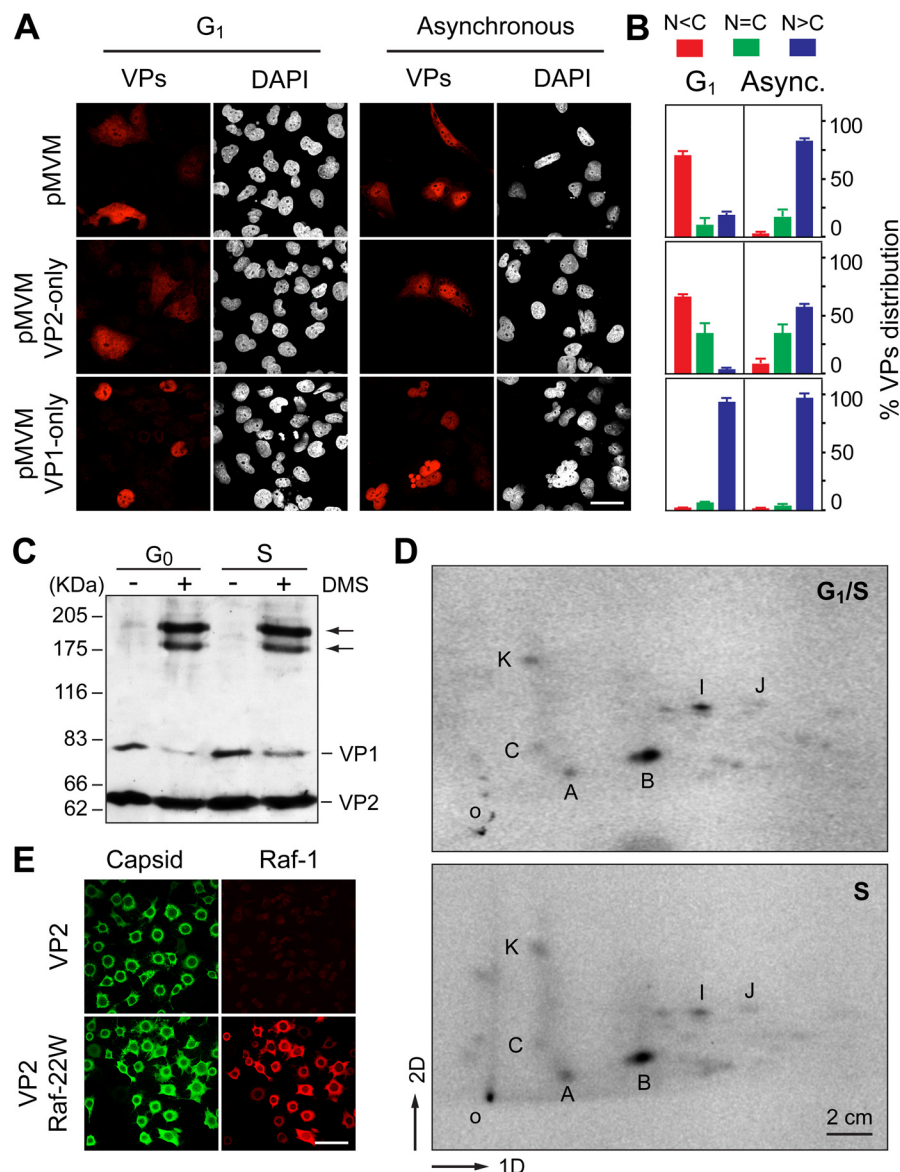 A
G1
Asynchronous
VPs
DAPI
VPs
DAPI
pMVM
pMVM
VP2-only
pMVM
VP1-only
B
N<C
N=C
N>C
G1
Async.
100
50
0
100
50
0
100
50
0
% VPs distribution
C
G0
S
(KDa)
-
+
-
+
DMS
205
175
116
83
66
62
VP1
VP2
D
G1/S
K
I
J
C
A
B
o
S
K
I
J
C
A
B
o
2 cm
2D
1D
E
Capsid
Raf-1
VP2
VP2
Raf-22W